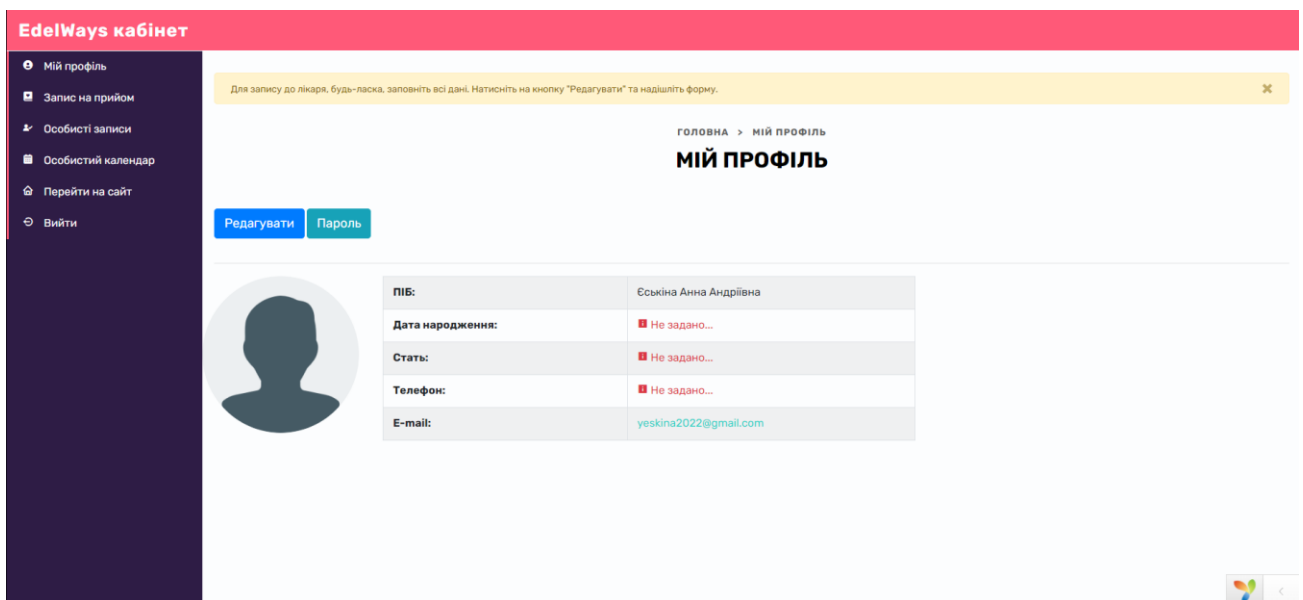 EdelWays кабінет
Мій профіль
Запис на прийом
Особисті записи
Особистий календар
Перейти на сайт
Вийти
Для запису до лікаря, будь-ласка, заповніть всі дані. Натисніть на кнопку "Редагувати" та надішліть форму.
ГОЛОВНА > МІЙ ПРОФІЛЬ
МІЙ ПРОФІЛЬ
Редагувати Пароль
ПІБ: Єськіна Анна Андріївна
Дата народження: Не задано...
Стать: Не задано...
Телефон: Не задано...
E-mail: yeskina2022@gmail.com